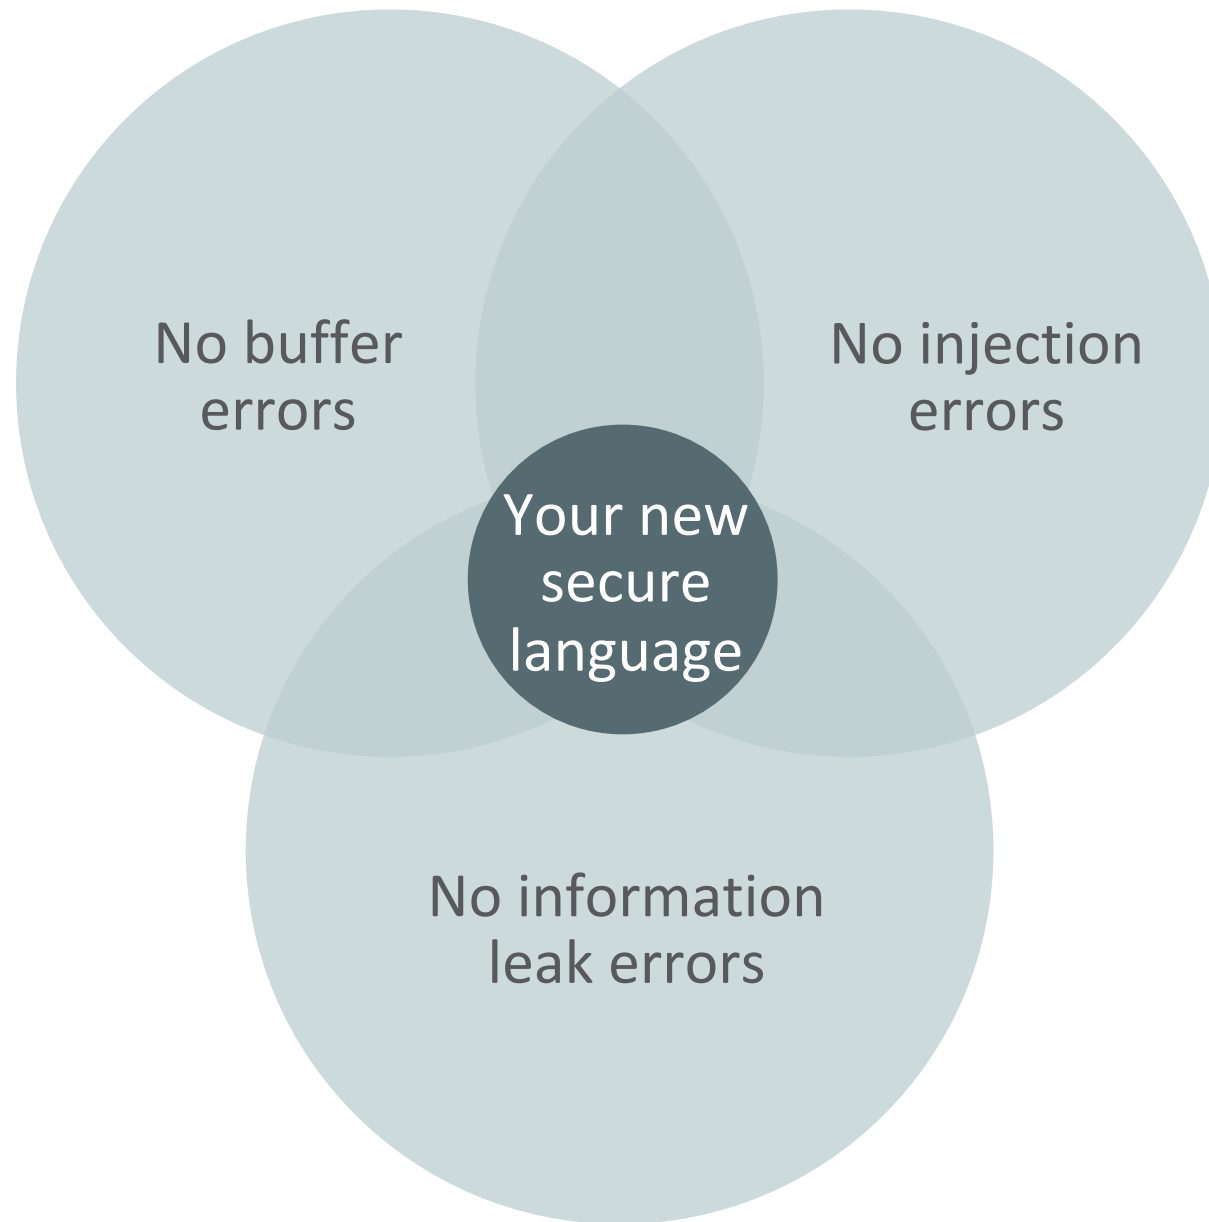 No buffer
errors
No injection
errors
Your new
secure
language
No information
leak errors